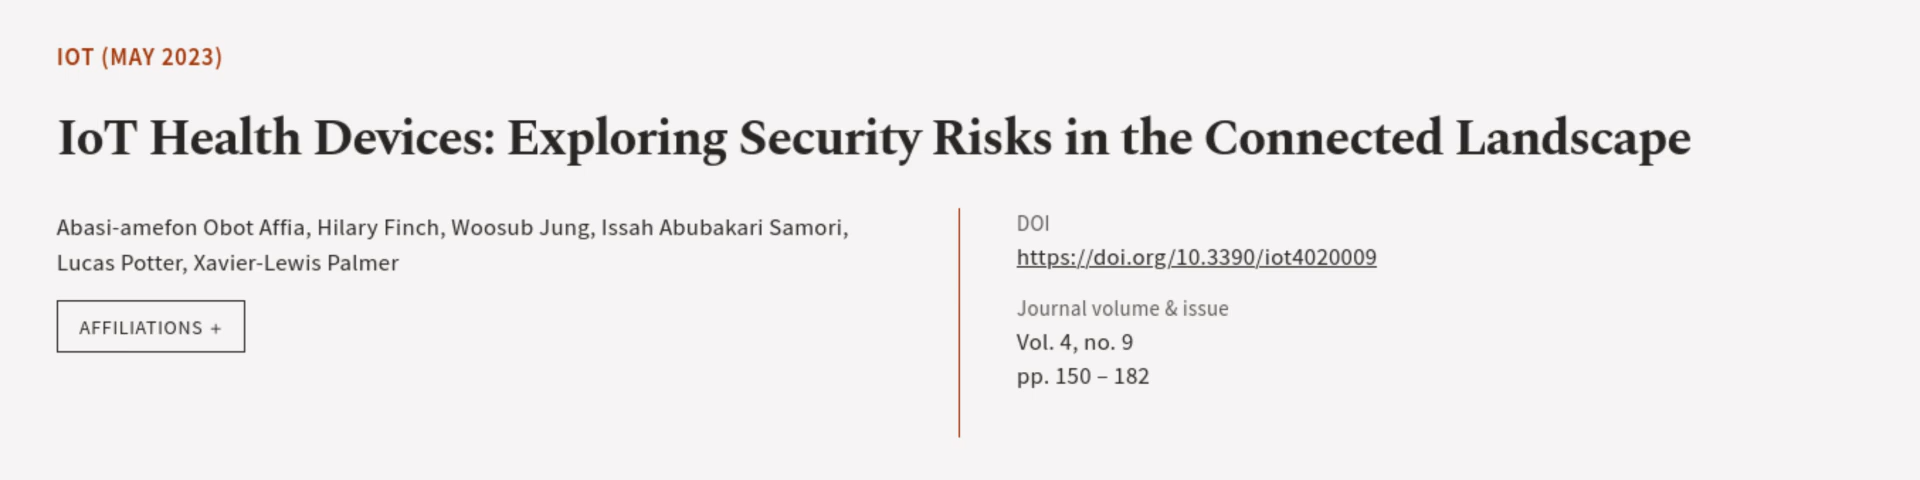 IOT (MAY 2023)
IoT Health Devices: Exploring Security Risks in the Connected Landscape
Abasi-amefon Obot Affia, Hilary Finch, Woosub Jung, Issah Abubakari Samori,
Lucas Potter, Xavier-Lewis Palmer
AFFILIATIONS +
DOI
https://doi.org/10.3390/iot4020009
Journal volume & issue
Vol. 4, no. 9
pp. 150 – 182